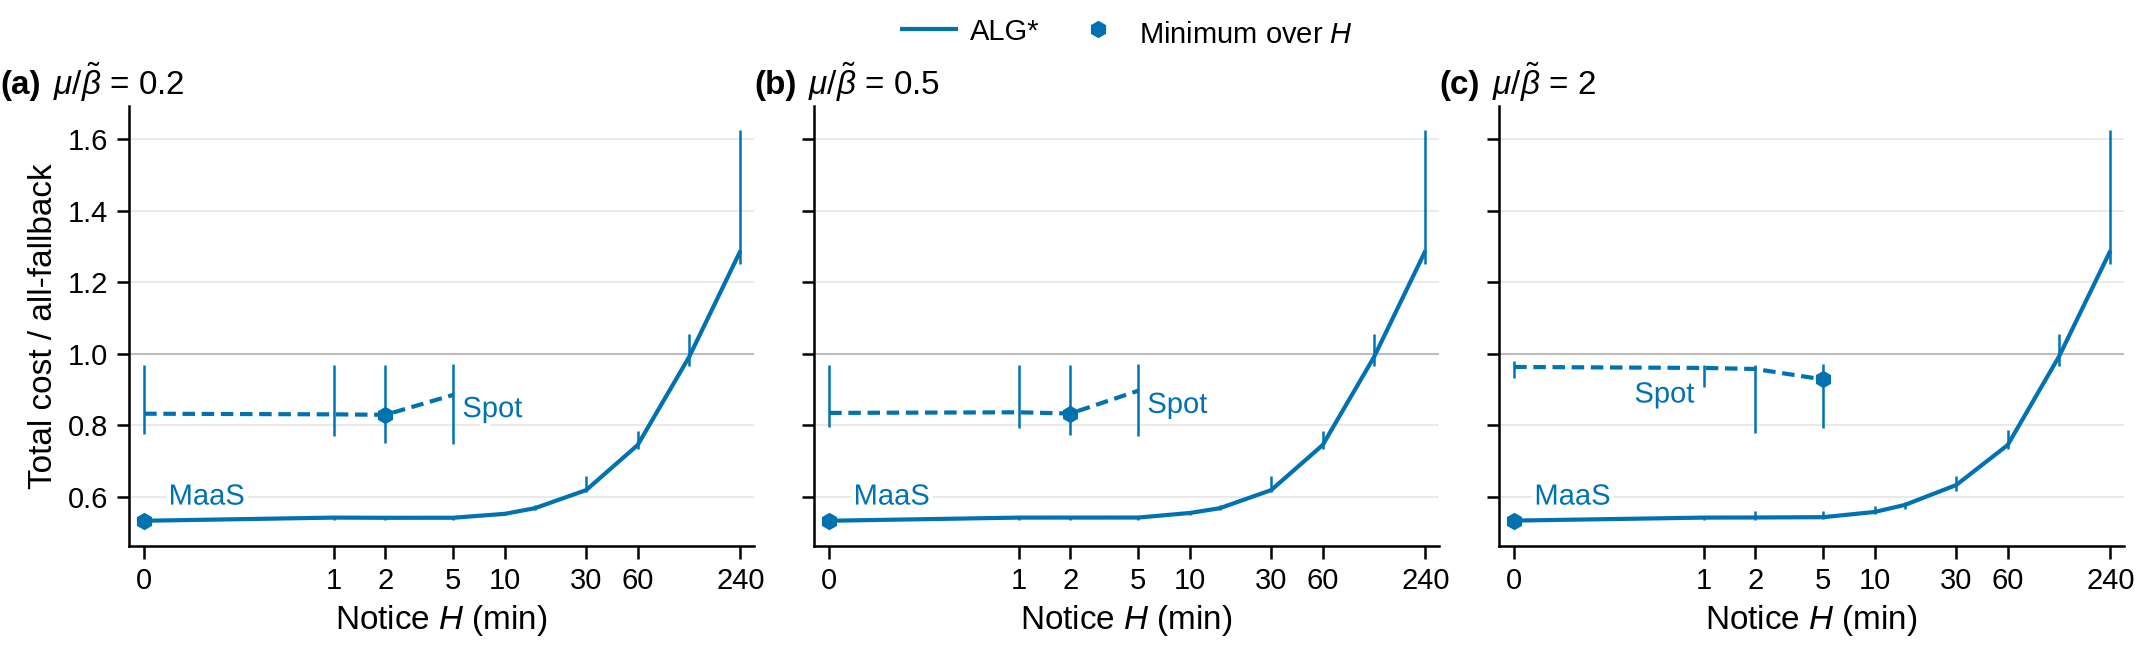 ALG* Minimum over H
(a) μ/β̃ = 0.2
(b) μ/β̃ = 0.5
(c) μ/β̃ = 2
Total cost / all-fallback
1.6
1.4
1.2
1.0
0.8
0.6
Spot
MaaS
0 1 2 5 10 30 60 240
Notice H (min)
Spot
MaaS
0 1 2 5 10 30 60 240
Notice H (min)
Spot
MaaS
0 1 2 5 10 30 60 240
Notice H (min)